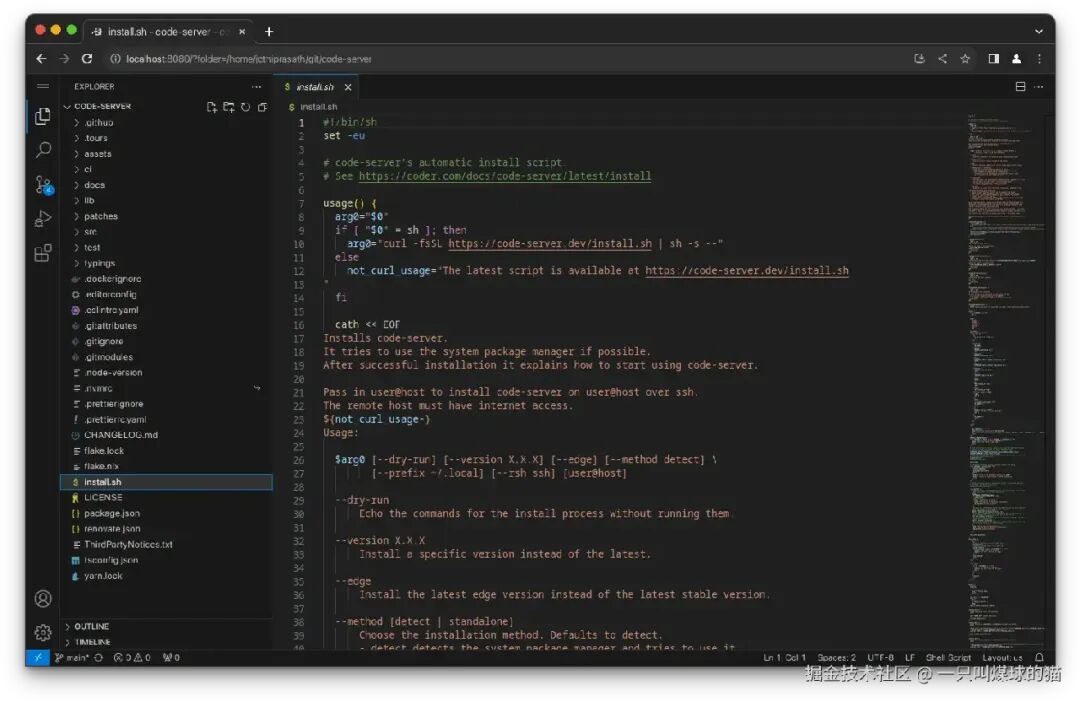 install.sh - code-server - co
localhost:8080/?folder=/home/jcthiprasath/git/code-server
EXPLORER
install.sh
CODE-SERVER
$ install.sh
.github
.tours
assets
ci
docs
lib
patches
src
test
typings
.dockerignore
.editorconfig
.eslintrc.yaml
.gitattributes
.gitignore
.gitmodules
.node-version
.nvmrc
.prettierignore
.prettierrc.yaml
CHANGELOG.md
flake.lock
flake.nix
install.sh
LICENSE
package.json
renovate.json
ThirdPartyNotices.txt
tsconfig.json
yarn.lock
OUTLINE
TIMELINE
1 #!/bin/sh
2 set -eu
3
4 # code-server's automatic install script.
5 # See https://coder.com/docs/code-server/latest/install
6
7 usage() {
8 arg0="$0"
9 if [ "$0" = sh ]; then
10 arg0="curl -fsSL https://code-server.dev/install.sh | sh -s --"
11 else
12 not_curl_usage="The latest script is available at https://code-server.dev/install.sh
13 "
14 fi
15
16 cath << EOF
17 Installs code-server.
18 It tries to use the system package manager if possible.
19 After successful installation it explains how to start using code-server.
20
21 Pass in user@host to install code-server on user@host over ssh.
22 The remote host must have internet access.
23 ${not_curl_usage-}
24 Usage:
25
26 $arg0 [--dry-run] [--version X.X.X] [--edge] [--method detect] \
27 [--prefix ~/.local] [--rsh ssh] [user@host]
28
29 --dry-run
30 Echo the commands for the install process without running them.
31
32 --version X.X.X
33 Install a specific version instead of the latest.
34
35 --edge
36 Install the latest edge version instead of the latest stable version.
37
38 --method [detect | standalone]
39 Choose the installation method. Defaults to detect.
40 - detect detects the system package manager and tries to use it.
main* 0 0 0 Ln 1, Col 1 Spaces: 2 UTF-8 LF Shell Script Layout: us
掘金技术社区 @ 一只叫煤球的猫